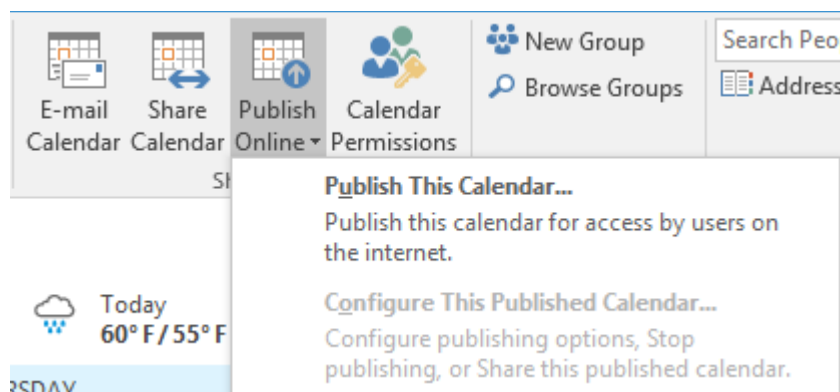 E-mail
Calendar
Share
Calendar
Publish
Online
Calendar
Permissions
New Group
Browse Groups
Search Peo
Address
Publish This Calendar...
Publish this calendar for access by users on
the internet.
Configure This Published Calendar...
Configure publishing options, Stop
publishing, or Share this published calendar.
Today
60° F / 55° F